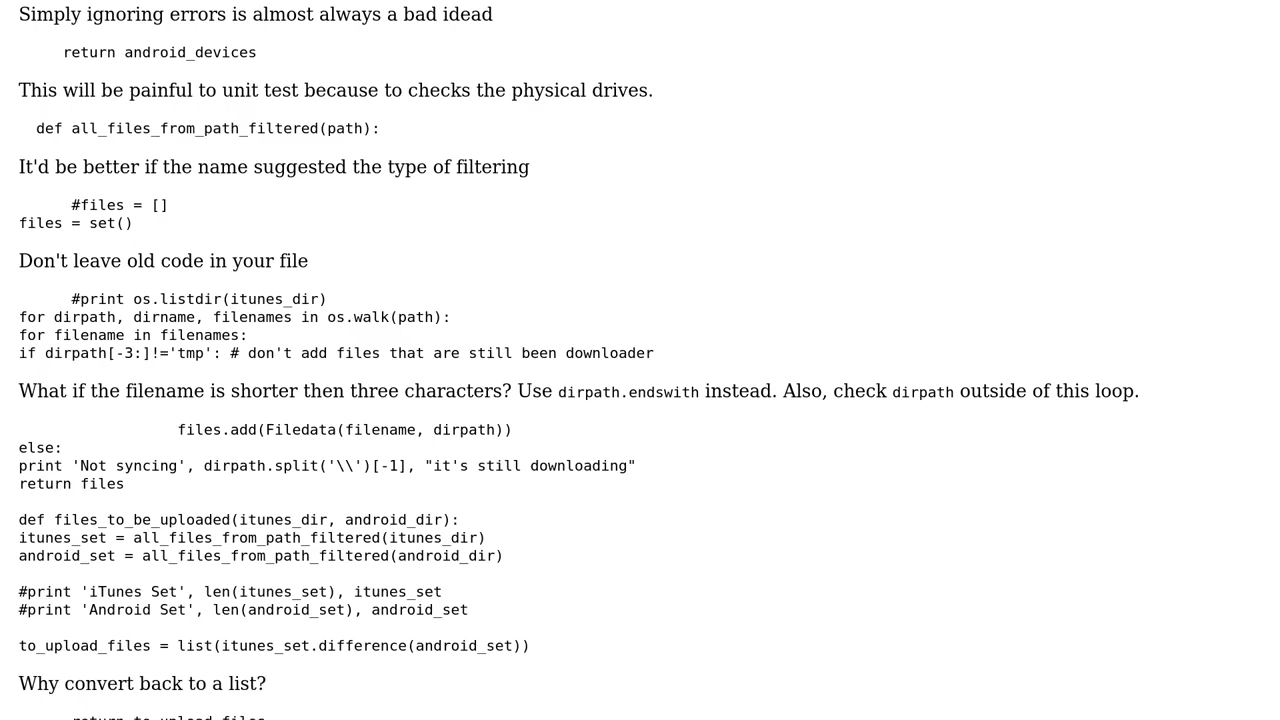 Simply ignoring errors is almost always a bad idead
return android_devices
This will be painful to unit test because to checks the physical drives.
def all_files_from_path_filtered(path):
It'd be better if the name suggested the type of filtering
#files = []
files = set()
Don't leave old code in your file
#print os.listdir(itunes_dir)
for dirpath, dirname, filenames in os.walk(path):
for filename in filenames:
if dirpath[-3:]!='tmp': # don't add files that are still been downloader
What if the filename is shorter then three characters? Use dirpath.endswith instead. Also, check dirpath outside of this loop.
files.add(Filedata(filename, dirpath))
else:
print 'Not syncing', dirpath.split('\\')[-1], "it's still downloading"
return files
def files_to_be_uploaded(itunes_dir, android_dir):
itunes_set = all_files_from_path_filtered(itunes_dir)
android_set = all_files_from_path_filtered(android_dir)
#print 'iTunes Set', len(itunes_set), itunes_set
#print 'Android Set', len(android_set), android_set
to_upload_files = list(itunes_set.difference(android_set))
Why convert back to a list?
return to_upload_files